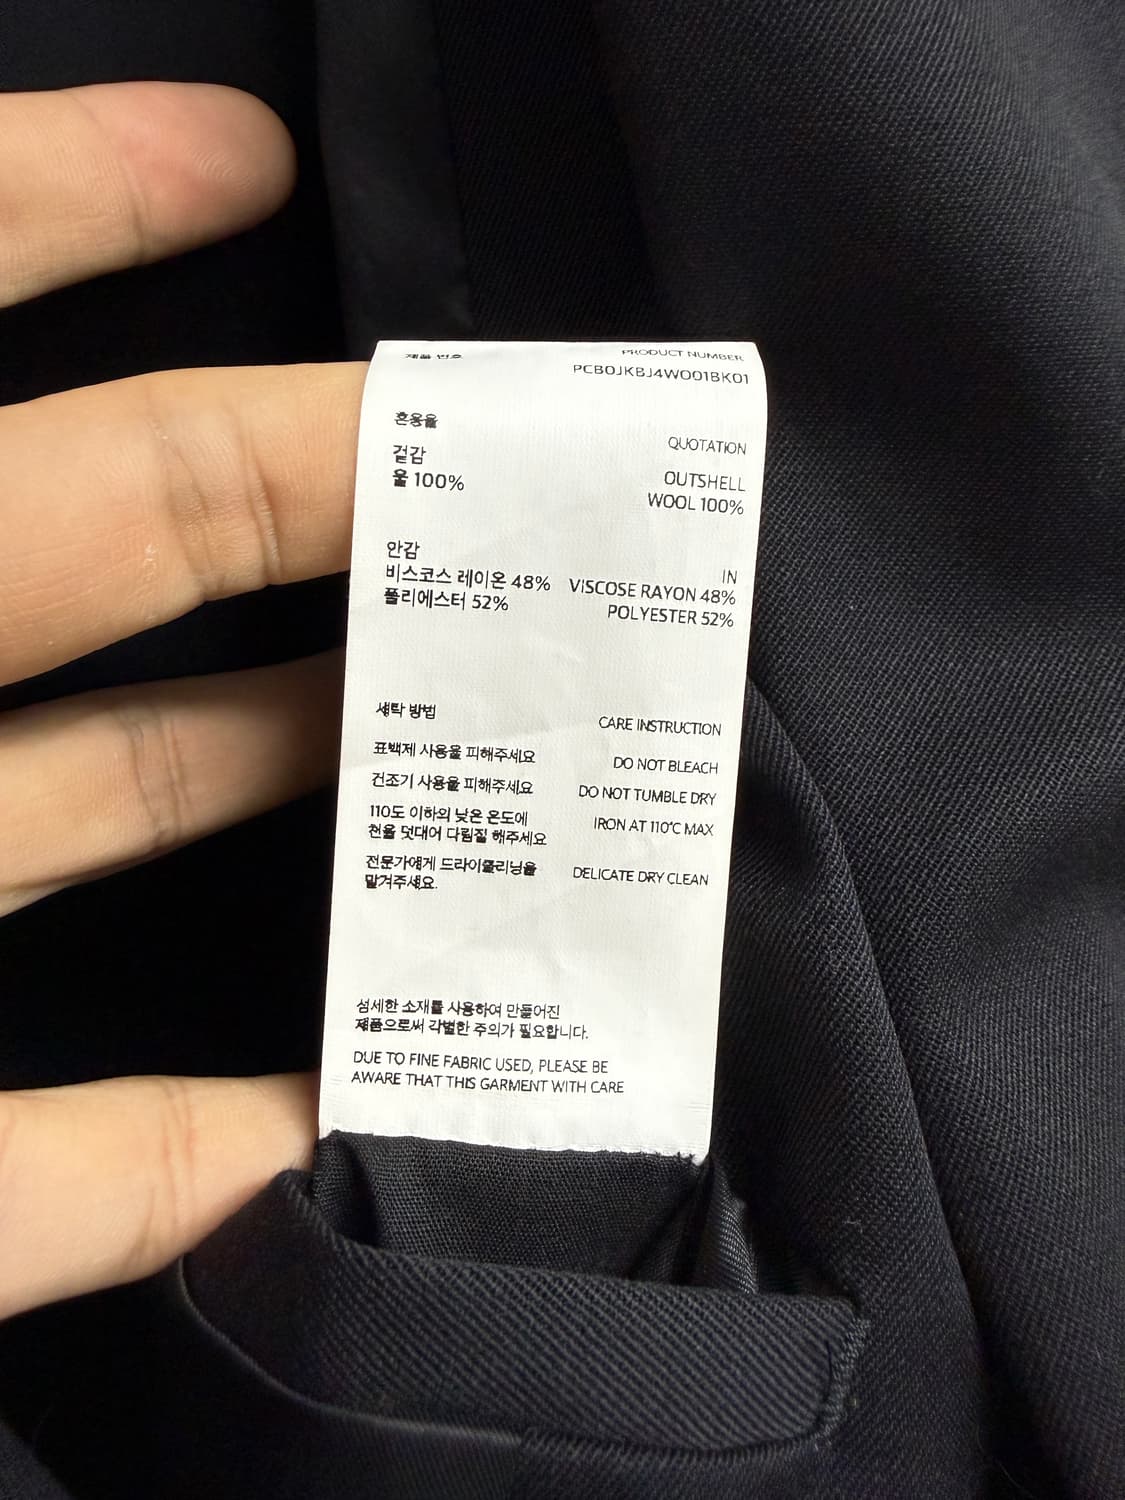 제품 번호 PRODUCT NUMBER
PCBOJKBJ4WO01BK01
혼용율 QUOTATION
겉감 OUTSHELL
울 100% WOOL 100%
안감 IN
비스코스 레이온 48% VISCOSE RAYON 48%
폴리에스터 52% POLYESTER 52%
세탁 방법 CARE INSTRUCTION
표백제 사용을 피해주세요 DO NOT BLEACH
건조기 사용을 피해주세요 DO NOT TUMBLE DRY
110도 이하의 낮은 온도에 IRON AT 110℃ MAX
천을 덧대어 다림질 해주세요
전문가에게 드라이클리닝을 DELICATE DRY CLEAN
맡겨주세요.
섬세한 소재를 사용하여 만들어진
제품으로써 각별한 주의가 필요합니다.
DUE TO FINE FABRIC USED, PLEASE BE
AWARE THAT THIS GARMENT WITH CARE